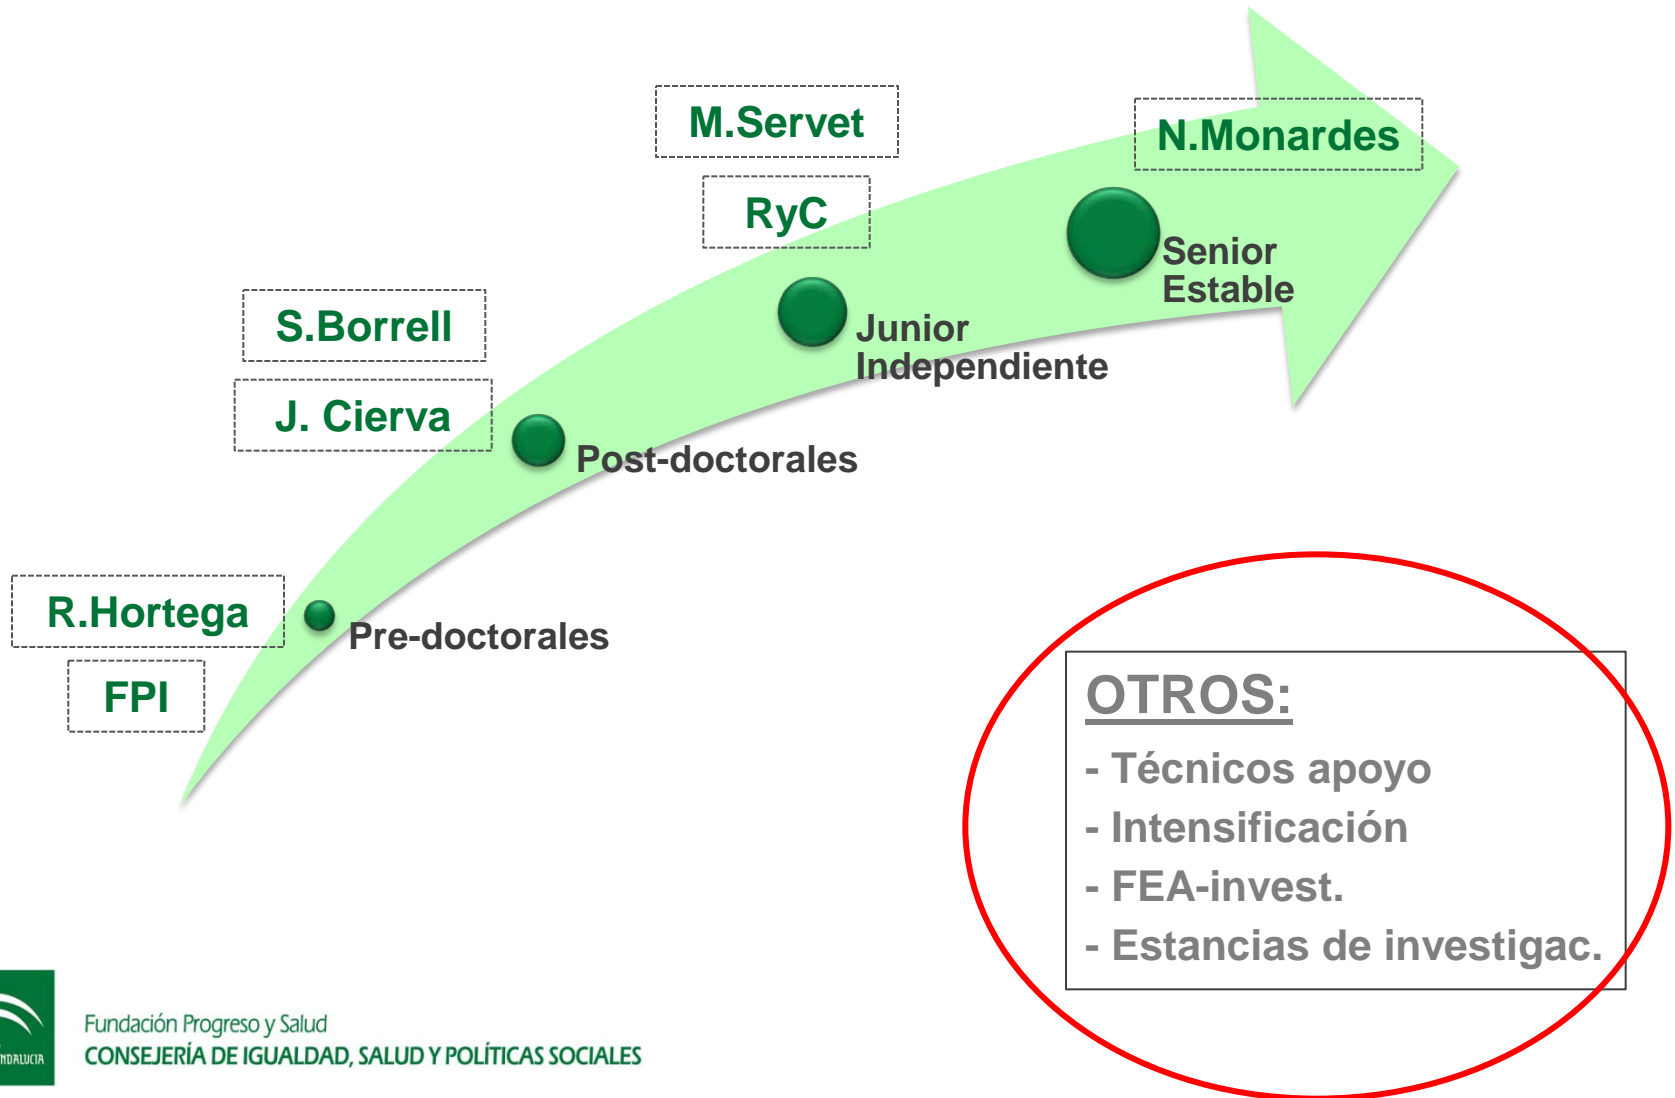 M.Servet
N.Monardes
RyC
Senior
Estable
S.Borrell
Junior
Independiente
J. Cierva
Post-doctorales
R.Hortega
Pre-doctorales
FPI
OTROS:
- Técnicos apoyo
- Intensificación
- FEA-invest.
- Estancias de investigac.
Fundación Progreso y Salud
CONSEJERÍA DE IGUALDAD, SALUD Y POLÍTICAS SOCIALES